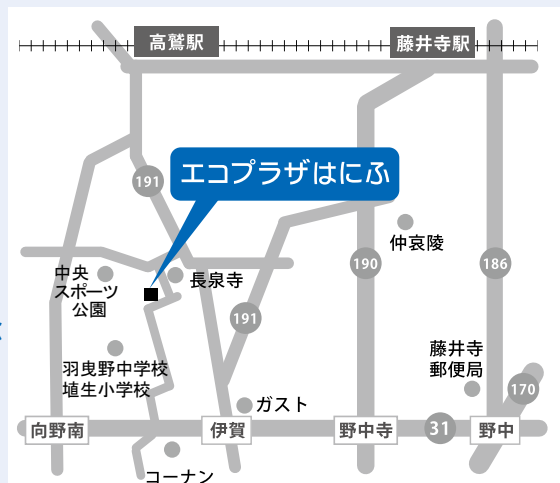 高鷲駅
藤井寺駅
エコプラザはにふ
191
仲哀陵
中央
スポーツ
公園
長泉寺
190
186
191
羽曳野中学校
埴生小学校
藤井寺
郵便局
170
ガスト
向野南
伊賀
野中寺
31
野中
コーナン